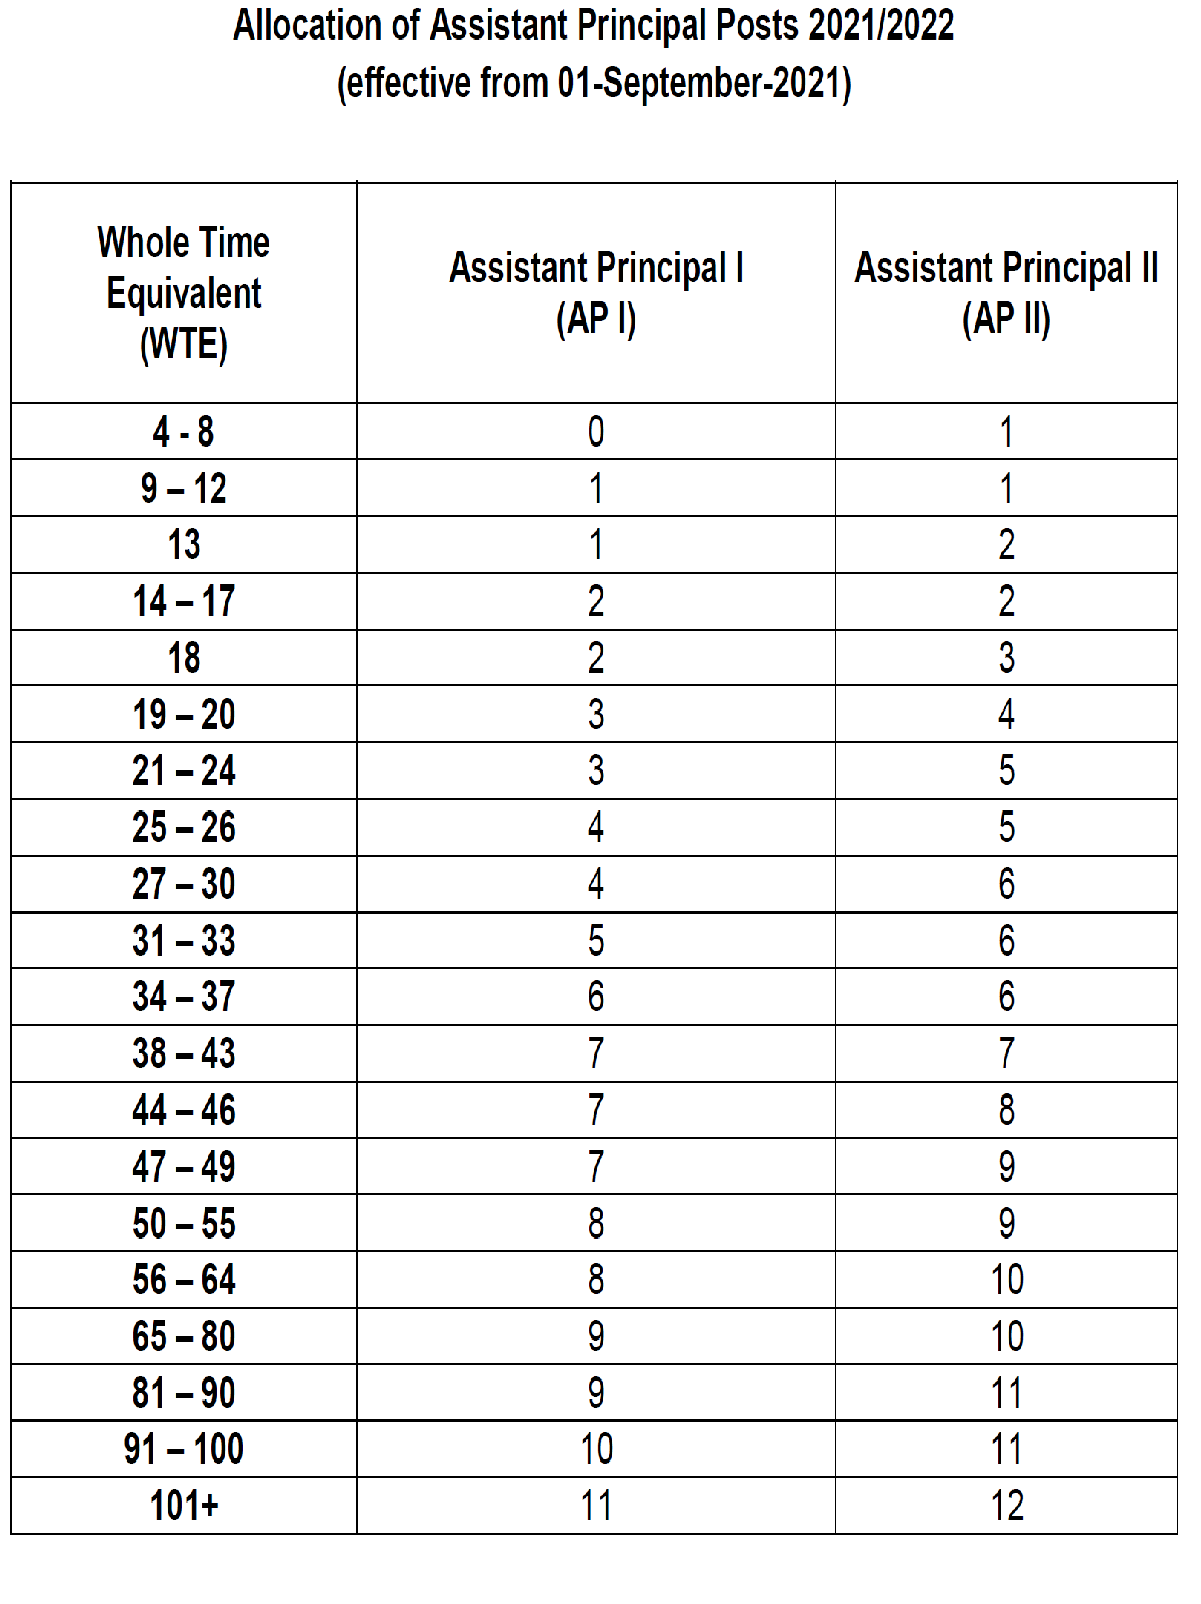 Allocation of Assistant Principal Posts 2021/2022
(effective from 01-September-2021)
Whole Time
Equivalent
(WTE)
Assistant Principal I
(AP I)
Assistant Principal II
(AP II)
4 - 8 0 1
9 – 12 1 1
13 1 2
14 – 17 2 2
18 2 3
19 – 20 3 4
21 – 24 3 5
25 – 26 4 5
27 – 30 4 6
31 – 33 5 6
34 – 37 6 6
38 – 43 7 7
44 – 46 7 8
47 – 49 7 9
50 – 55 8 9
56 – 64 8 10
65 – 80 9 10
81 – 90 9 11
91 – 100 10 11
101+ 11 12